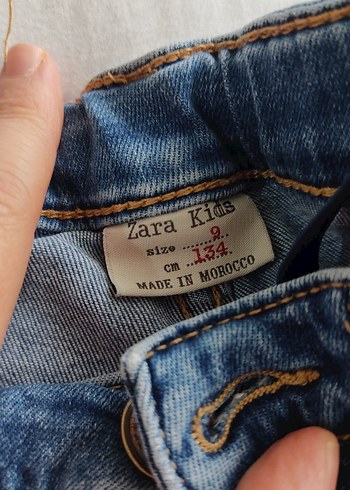 Zara Kids
size ........ 9
cm ...134
MADE IN MOROCCO